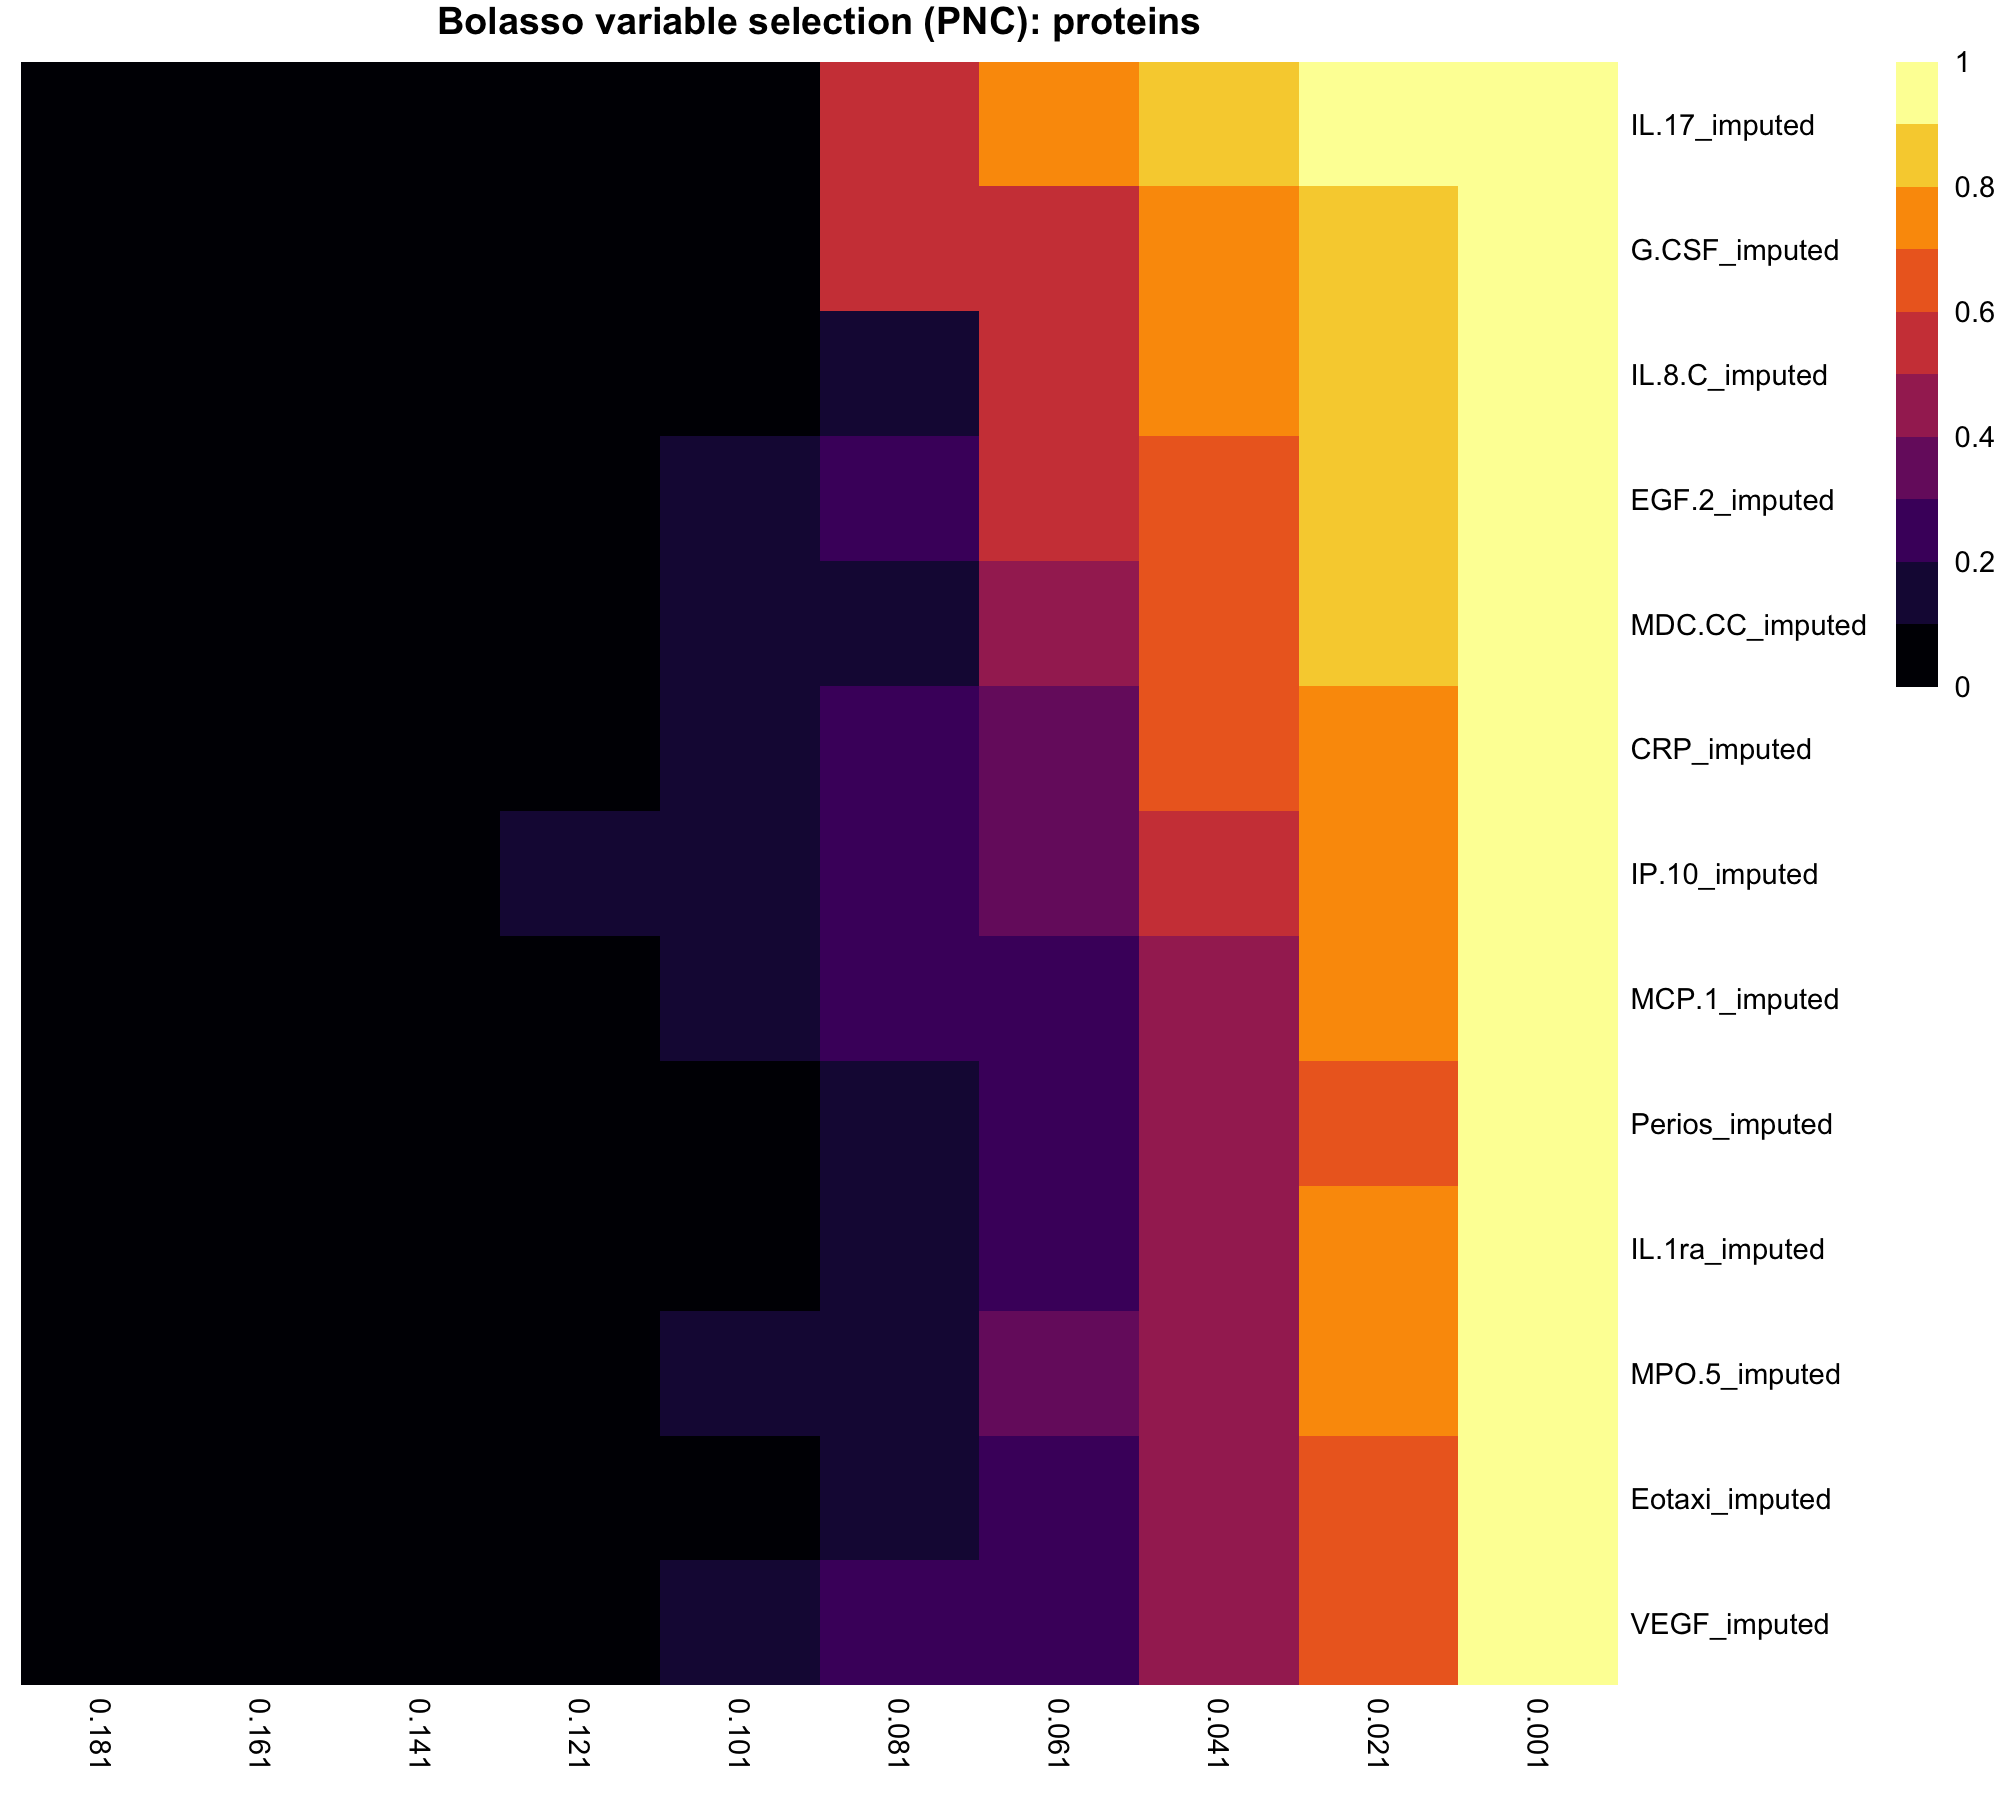 Bolasso variable selection (PNC): proteins
IL.17_imputed
G.CSF_imputed
IL.8.C_imputed
EGF.2_imputed
MDC.CC_imputed
CRP_imputed
IP.10_imputed
MCP.1_imputed
Perios_imputed
IL.1ra_imputed
MPO.5_imputed
Eotaxi_imputed
VEGF_imputed
1
0.8
0.6
0.4
0.2
0
0.181
0.161
0.141
0.121
0.101
0.081
0.061
0.041
0.021
0.001